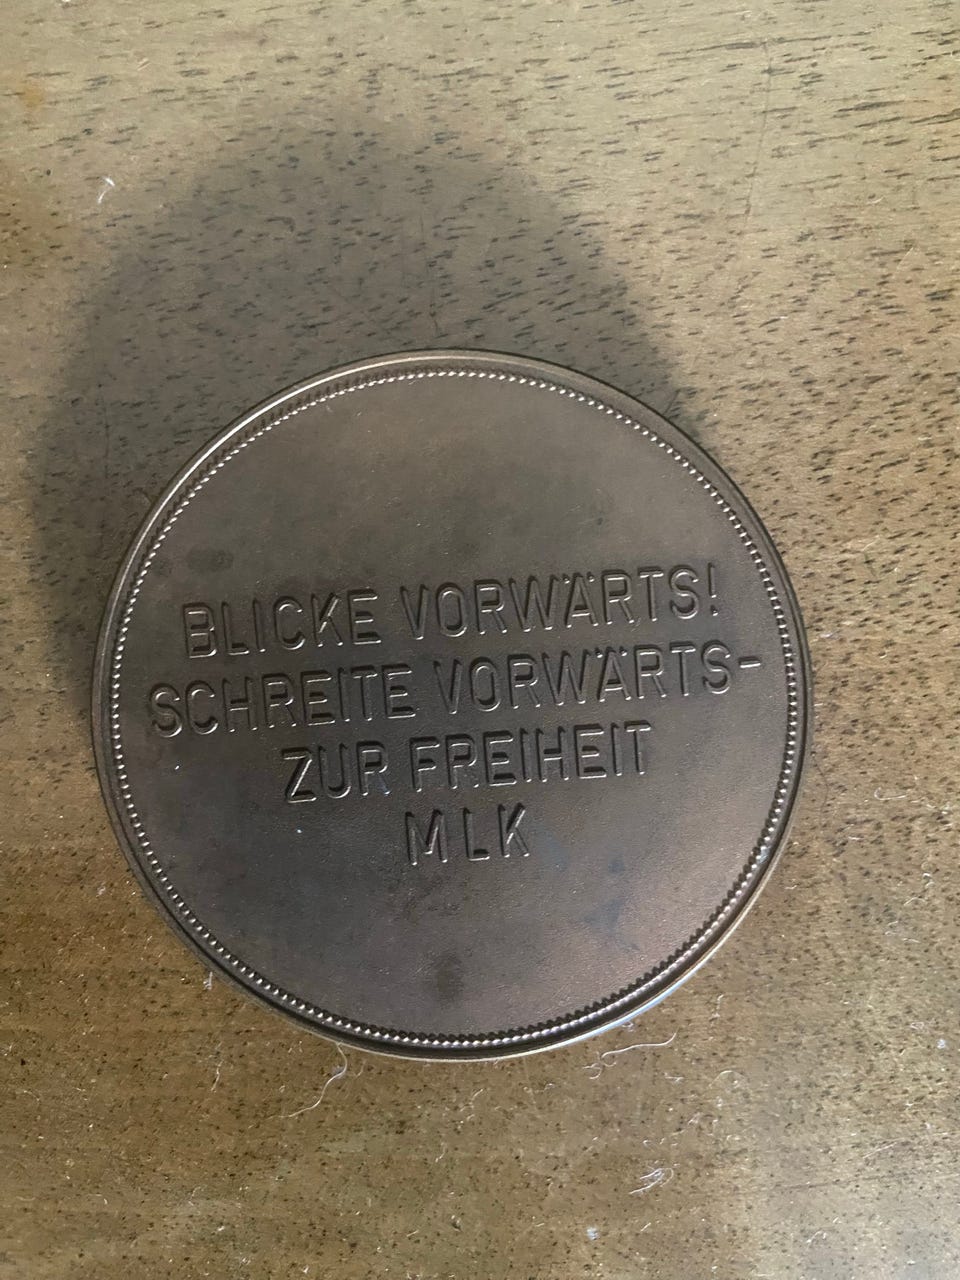 BLICKE VORWÄRTS!
SCHREITE VORWÄRTS-
ZUR FREIHEIT
MLK